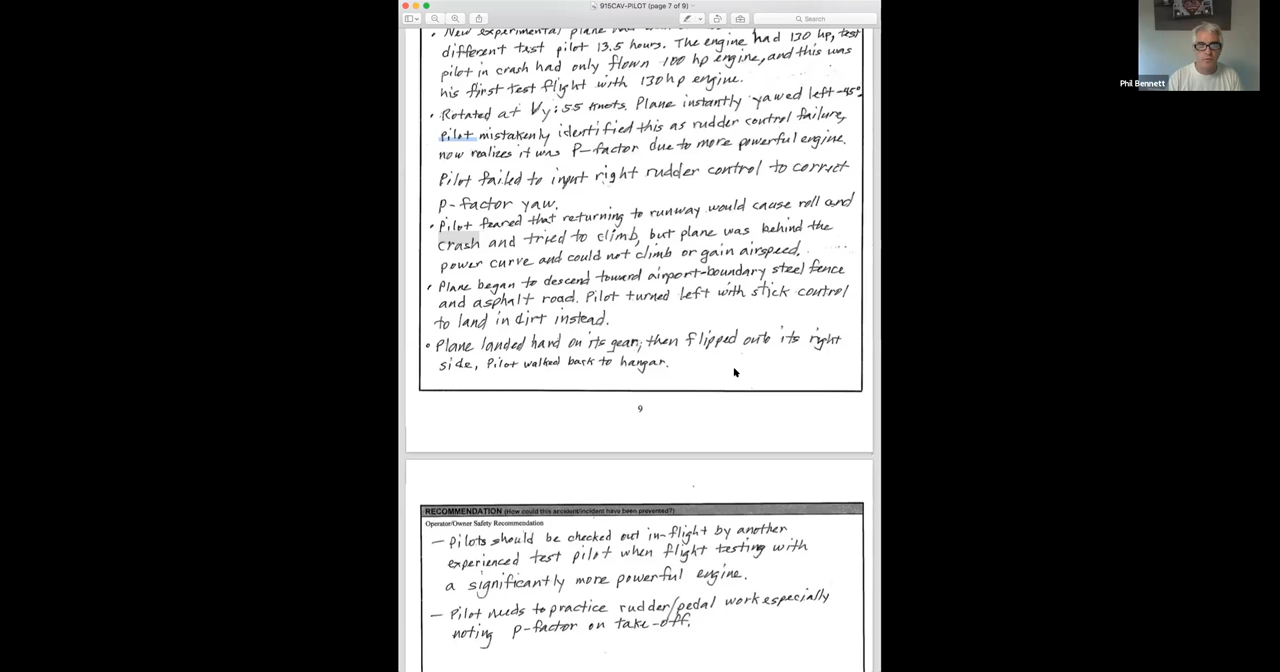 915CAV-PILOT (page 7 of 9)
Search
Phil Bennett
• New experimental plane had
different test pilot 13.5 hours. The engine had 130 hp, test
pilot in crash had only flown 100 hp engine, and this was
his first test flight with 130hp engine.
• Rotated at Vy: 55 knots. Plane instantly yawed left ~45°.
Pilot mistakenly identified this as rudder control failure,
now realizes it was P-factor due to more powerful engine.
Pilot failed to input right rudder control to correct
p-factor yaw.
• Pilot feared that returning to runway would cause roll and
crash and tried to climb, but plane was behind the
power curve and could not climb or gain airspeed.
• Plane began to descend toward airport-boundary steel fence
and asphalt road. Pilot turned left with stick control
to land in dirt instead.
• Plane landed hard on its gear; then flipped onto its right
side, Pilot walked back to hangar.
9
RECOMMENDATION (How could this accident/incident have been prevented?)
Operator/Owner Safety Recommendation
— Pilots should be checked out in-flight by another
experienced test pilot when flight testing with
a significantly more powerful engine.
— Pilot needs to practice rudder/pedal work especially
noting p-factor on take-off.